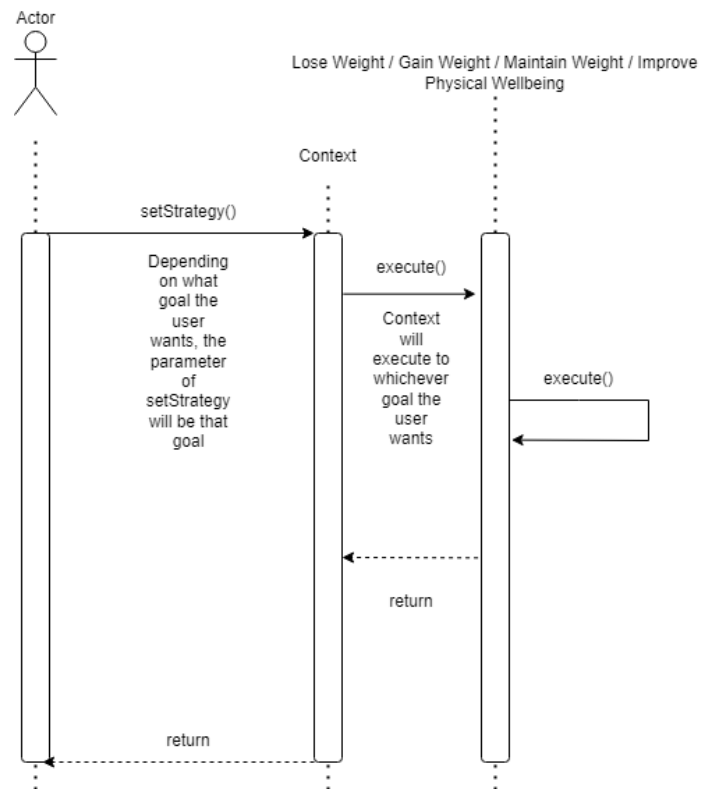 Actor
Lose Weight / Gain Weight / Maintain Weight / Improve
Physical Wellbeing
Context
setStrategy()
Depending
on what
goal the
user
wants, the
parameter
of
setStrategy
will be that
goal
execute()
Context
will
execute to
whichever
goal the
user
wants
execute()
return
return